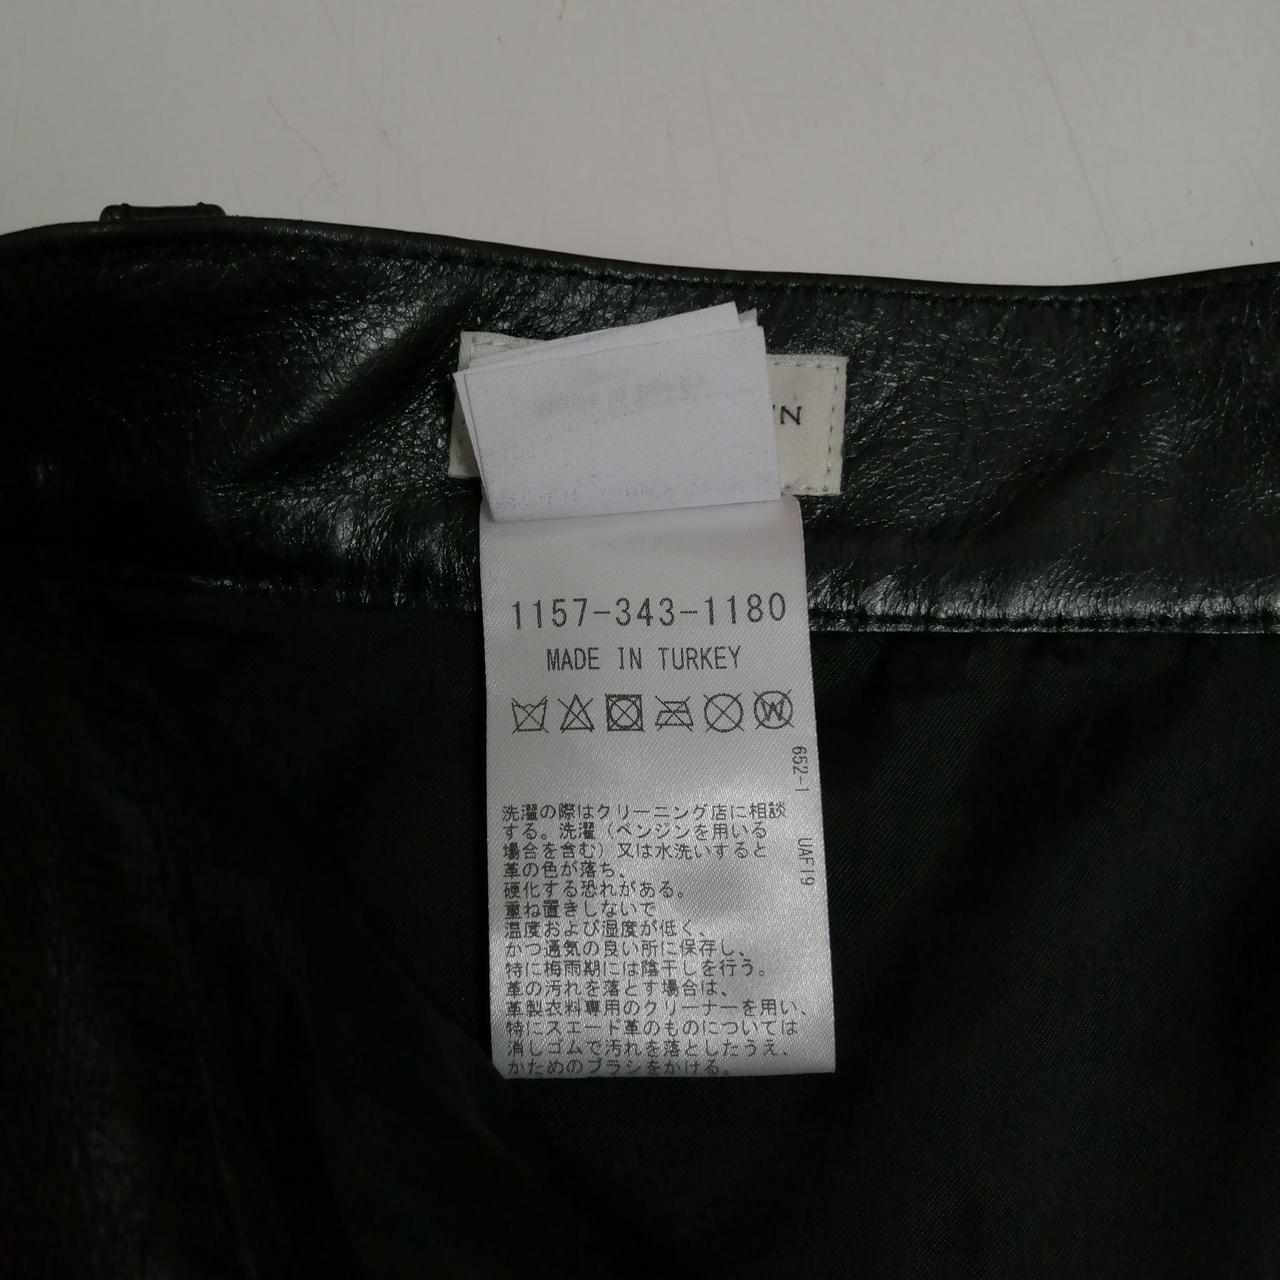 1157-343-1180
MADE IN TURKEY
W
洗濯の際はクリーニング店に相談
する。洗濯（ベンジンを用いる
場合を含む）又は水洗いすると
革の色が落ち、
硬化する恐れがある。
重ね置きしないで
温度および湿度が低く、
かつ通気の良い所に保存し、
特に梅雨期には陰干しを行う。
革の汚れを落とす場合は、
革製衣料専用のクリーナーを用い、
特にスエード革のものについては
消しゴムで汚れを落としたうえ、
かためのブラシをかける。
652-1
UAF19